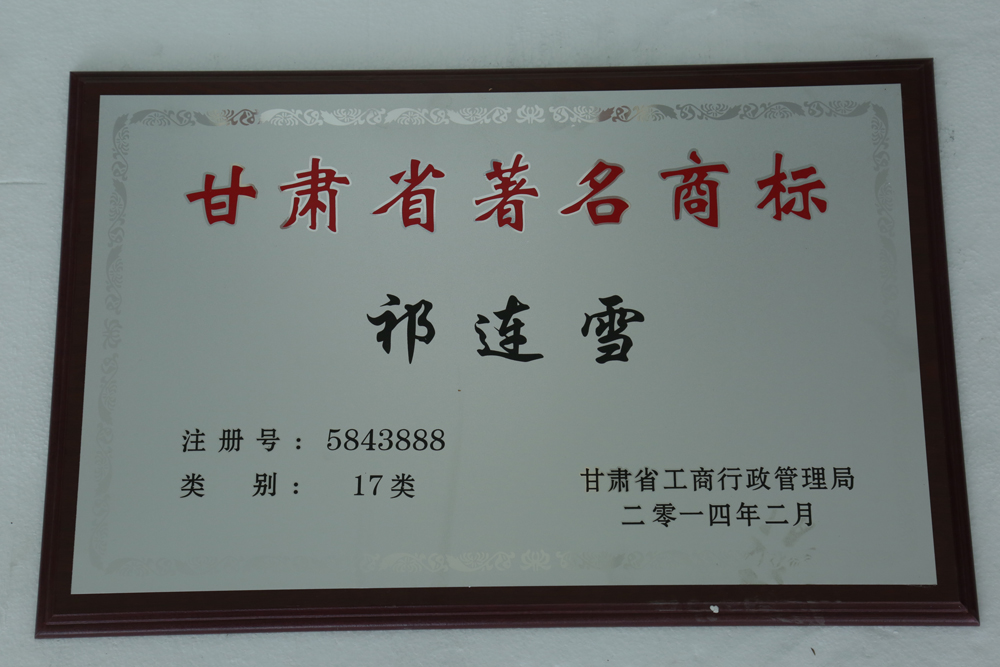 甘肃省著名商标
祁连雪
注册号：5843888
类别：17类
甘肃省工商行政管理局
二零一四年二月